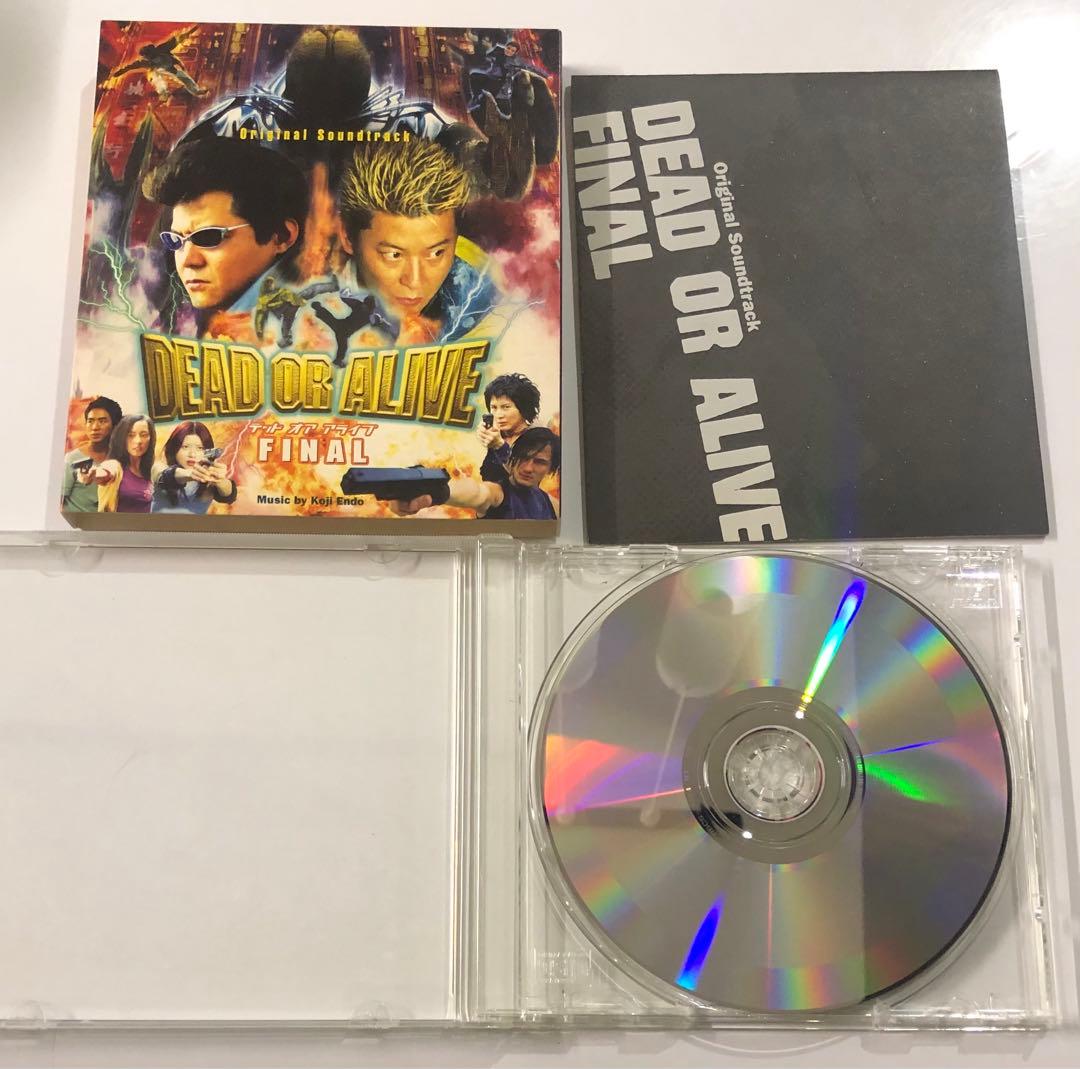 Original Soundtrack
DEAD OR ALIVE
デッド オア アライブ
FINAL
Music by Koji Endo
Original Soundtrack
DEAD OR ALIVE
FINAL